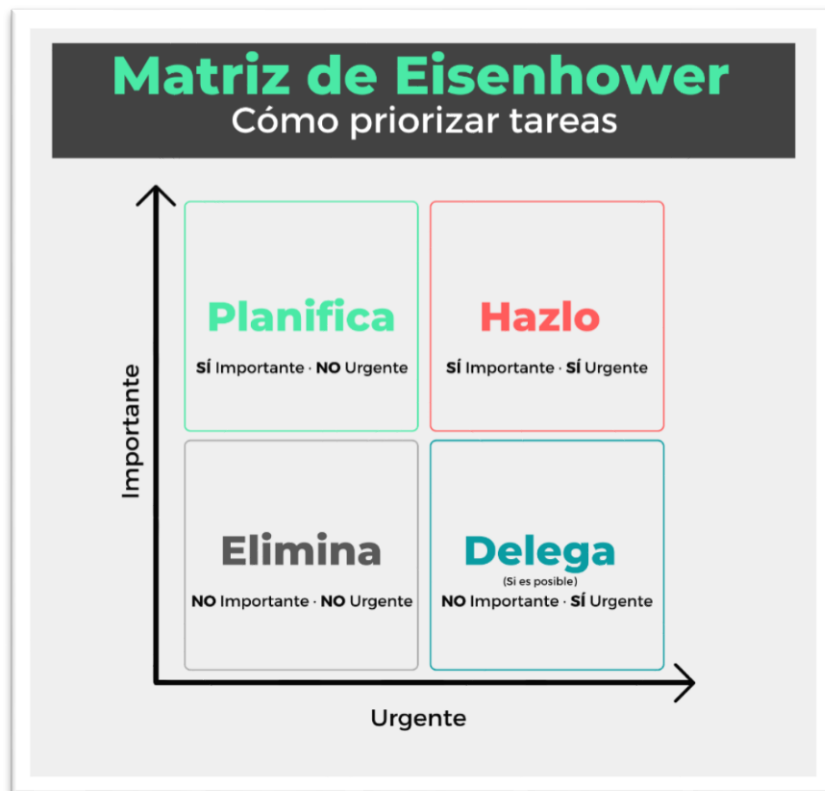 Matriz de Eisenhower
Cómo priorizar tareas
Importante
Planifica
SÍ Importante · NO Urgente
Hazlo
SÍ Importante · SÍ Urgente
Elimina
NO Importante · NO Urgente
Delega
(Si es posible)
NO Importante · SÍ Urgente
Urgente